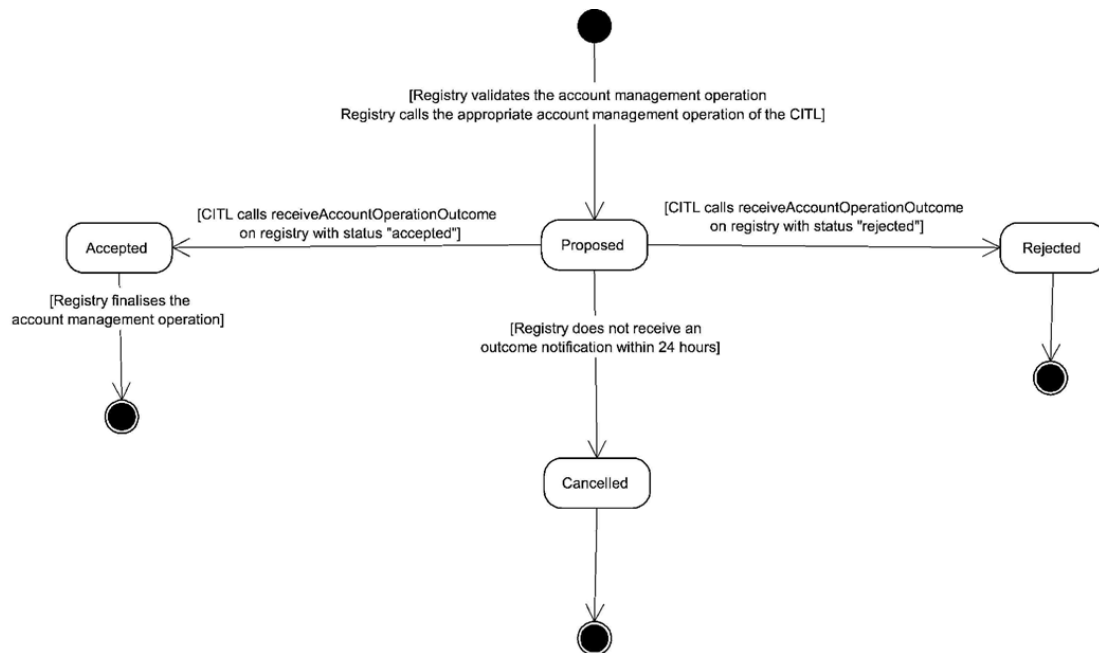 [Registry validates the account management operation
Registry calls the appropriate account management operation of the CITL]
[CITL calls receiveAccountOperationOutcome
on registry with status "accepted"]
[CITL calls receiveAccountOperationOutcome
on registry with status "rejected"]
Accepted
Proposed
Rejected
[Registry finalises the
account management operation]
[Registry does not receive an
outcome notification within 24 hours]
Cancelled